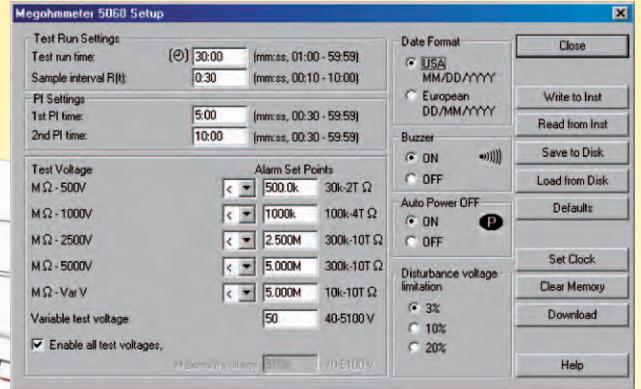 Megohmmeter 5060 Setup
Test Run Settings
Test run time: 30:00 (mm:ss, 01:00 - 59:59)
Sample interval R(t): 0:30 (mm:ss, 00:10 - 10:00)
PI Settings
1st PI time: 5:00 (mm:ss, 00:30 - 59:59)
2nd PI time: 10:00 (mm:ss, 00:30 - 59:59)
Test Voltage Alarm Set Points
M Ω - 500V < 500.0k 30k-2T Ω
M Ω - 1000V < 1000k 100k-4T Ω
M Ω - 2500V < 2.500M 300k-10T Ω
M Ω - 5000V < 5.000M 300k-10T Ω
M Ω - Var V < 5.000M 10k-10T Ω
Variable test voltage 50 40-5100 V
Enable all test voltages,
Maximum voltage 40-5100 V
Date Format
USA
MM/DD/YYYY
European
DD/MM/YYYY
Buzzer
ON
OFF
Auto Power OFF
ON P
OFF
Disturbance voltage
limitation
3%
10%
20%
Close
Write to Inst
Read from Inst
Save to Disk
Load from Disk
Defaults
Set Clock
Clear Memory
Download
Help